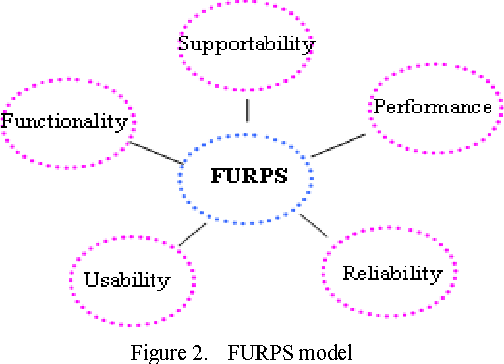 Supportability
Functionality
Performance
FURPS
Usability
Reliability
Figure 2. FURPS model